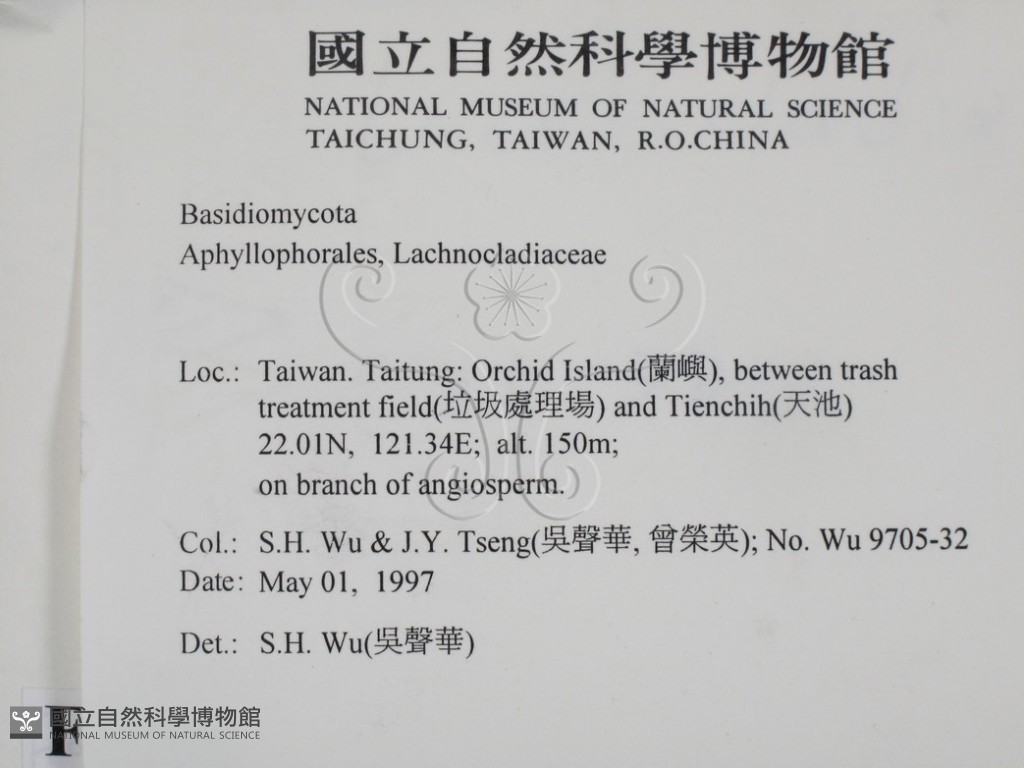 國立自然科學博物館
NATIONAL MUSEUM OF NATURAL SCIENCE
TAICHUNG, TAIWAN, R.O.CHINA
Basidiomycota
Aphyllophorales, Lachnocladiaceae
Loc.: Taiwan. Taitung: Orchid Island(蘭嶼), between trash
treatment field(垃圾處理場) and Tienchih(天池)
22.01N, 121.34E; alt. 150m;
on branch of angiosperm.
Col.: S.H. Wu & J.Y. Tseng(吳聲華, 曾榮英); No. Wu 9705-32
Date: May 01, 1997
Det.: S.H. Wu(吳聲華)
F
國立自然科學博物館
NATIONAL MUSEUM OF NATURAL SCIENCE